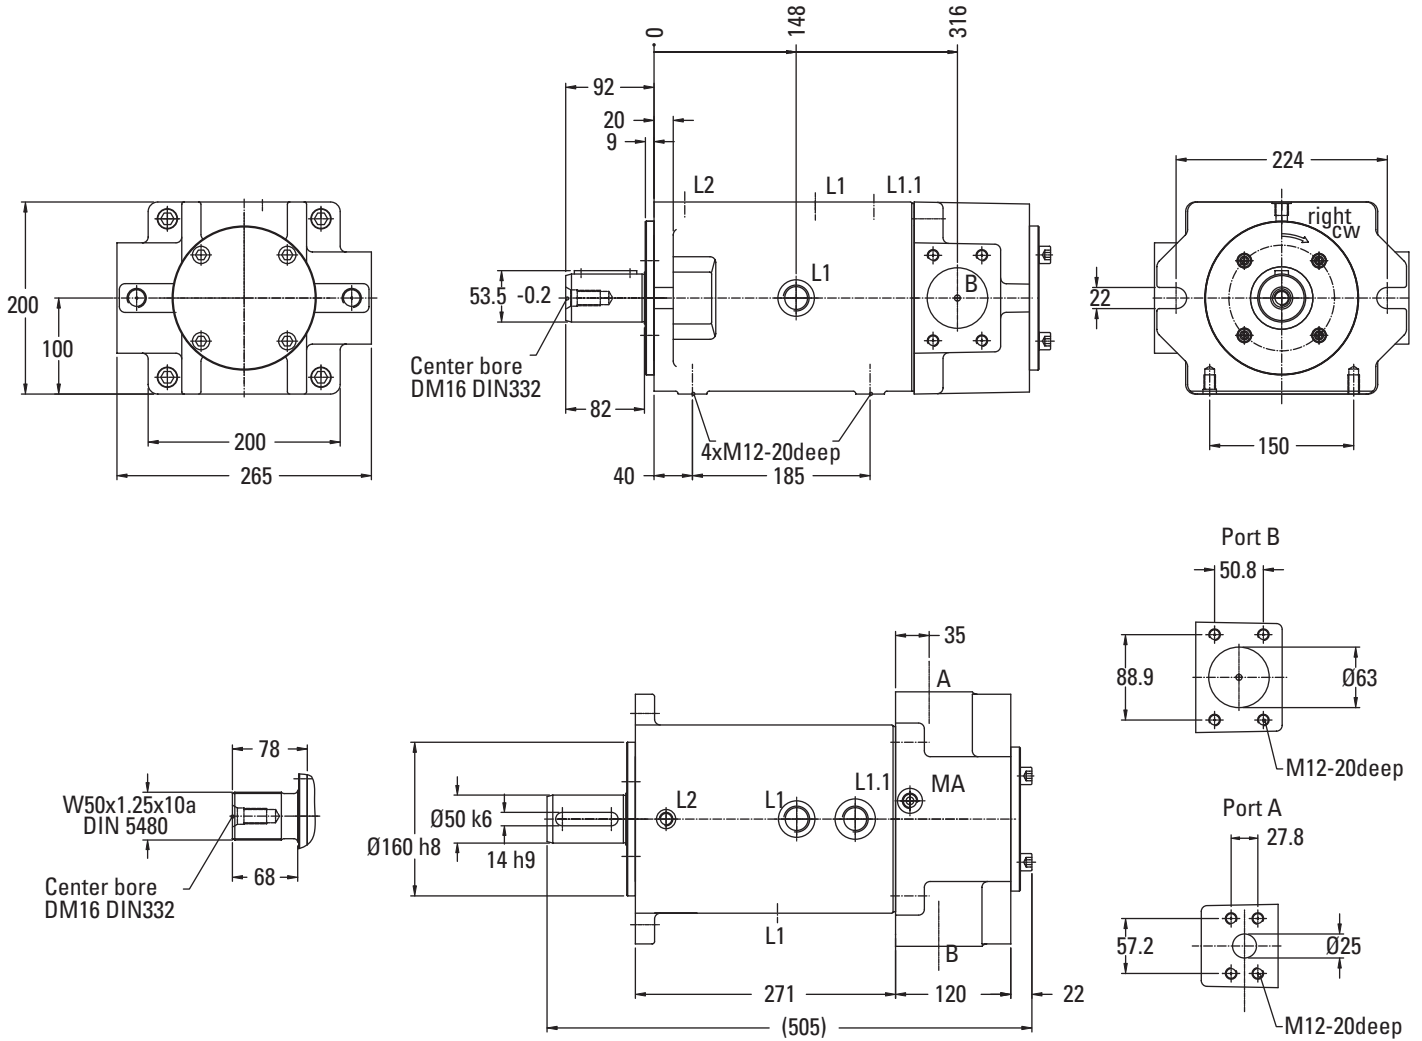 0
148
316
92
20
9
L2
L1
L1.1
L1
B
53.5 -0.2
Center bore
DM16 DIN332
82
4xM12-20deep
40
185
200
100
200
265
224
right
cw
22
150
Port B
50.8
88.9
Ø63
M12-20deep
Port A
27.8
57.2
Ø25
M12-20deep
35
A
MA
L1.1
L1
L2
Ø50 k6
Ø160 h8
14 h9
L1
B
271
120
22
(505)
78
W50x1.25x10a
DIN 5480
68
Center bore
DM16 DIN332